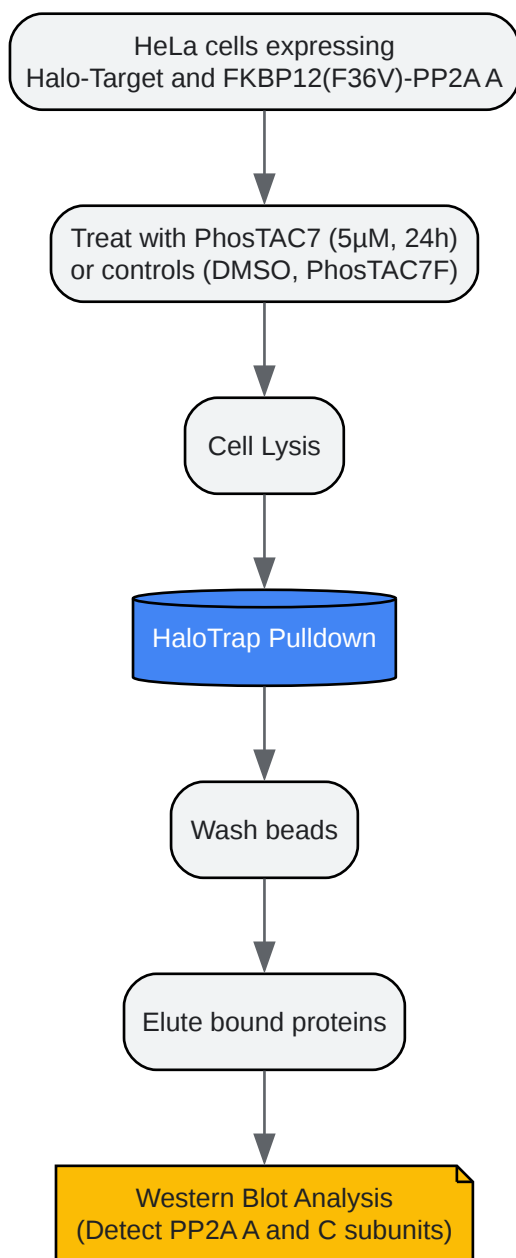 HeLa cells expressing
Halo-Target and FKBP12(F36V)-PP2A A
Treat with PhosTAC7 (5µM, 24h)
or controls (DMSO, PhosTAC7F)
Cell Lysis
HaloTrap Pulldown
Wash beads
Elute bound proteins
Western Blot Analysis
(Detect PP2A A and C subunits)